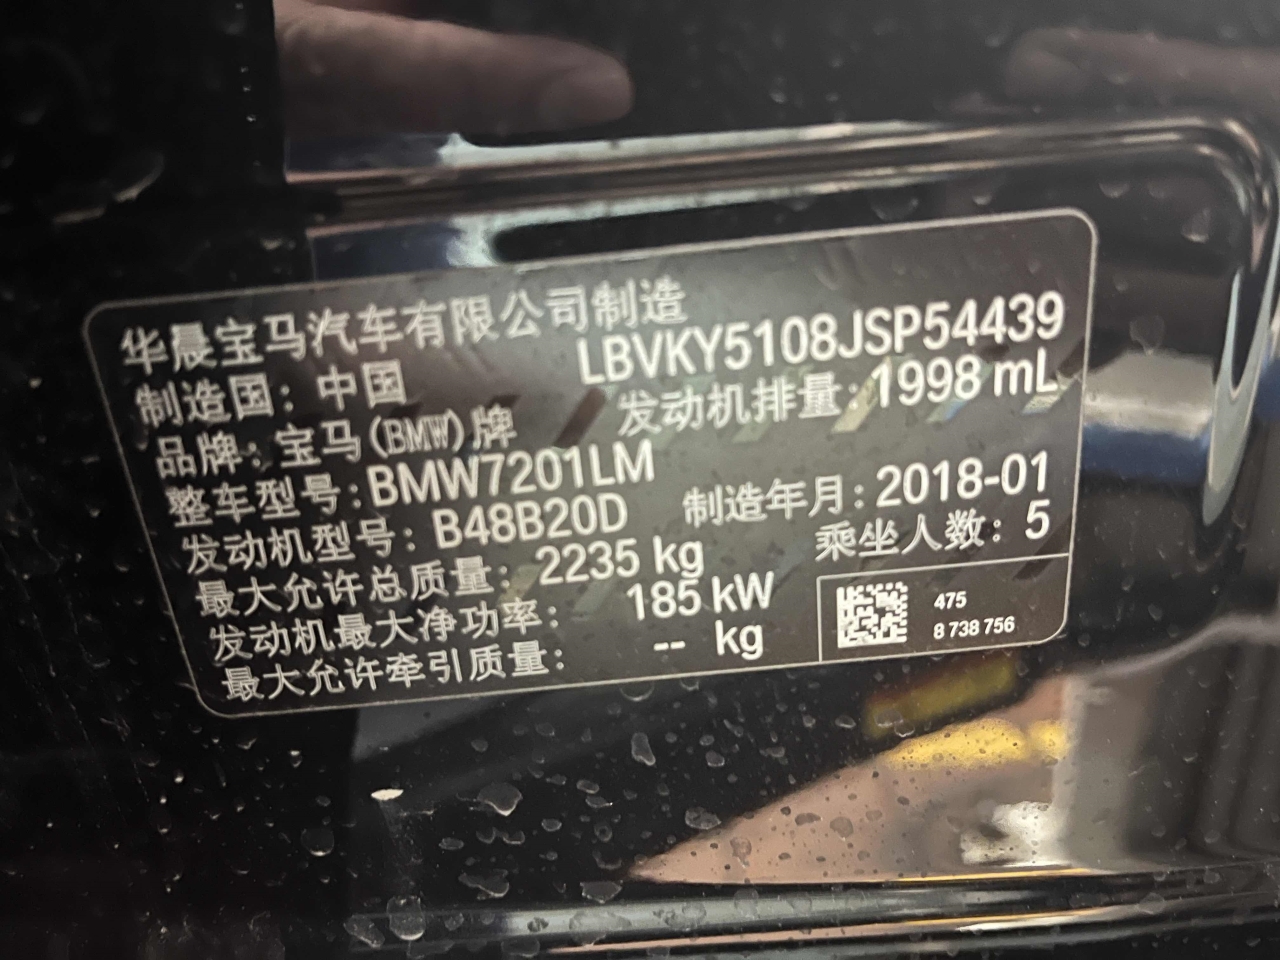 华晨宝马汽车有限公司制造
制造国：中国 LBVKY5108JSP54439
品牌：宝马(BMW)牌 发动机排量：1998 mL
整车型号：BMW7201LM
发动机型号：B48B20D 制造年月：2018-01
最大允许总质量：2235 kg 乘坐人数：5
发动机最大净功率：185 kW
最大允许牵引质量：-- kg
475
8 738 756